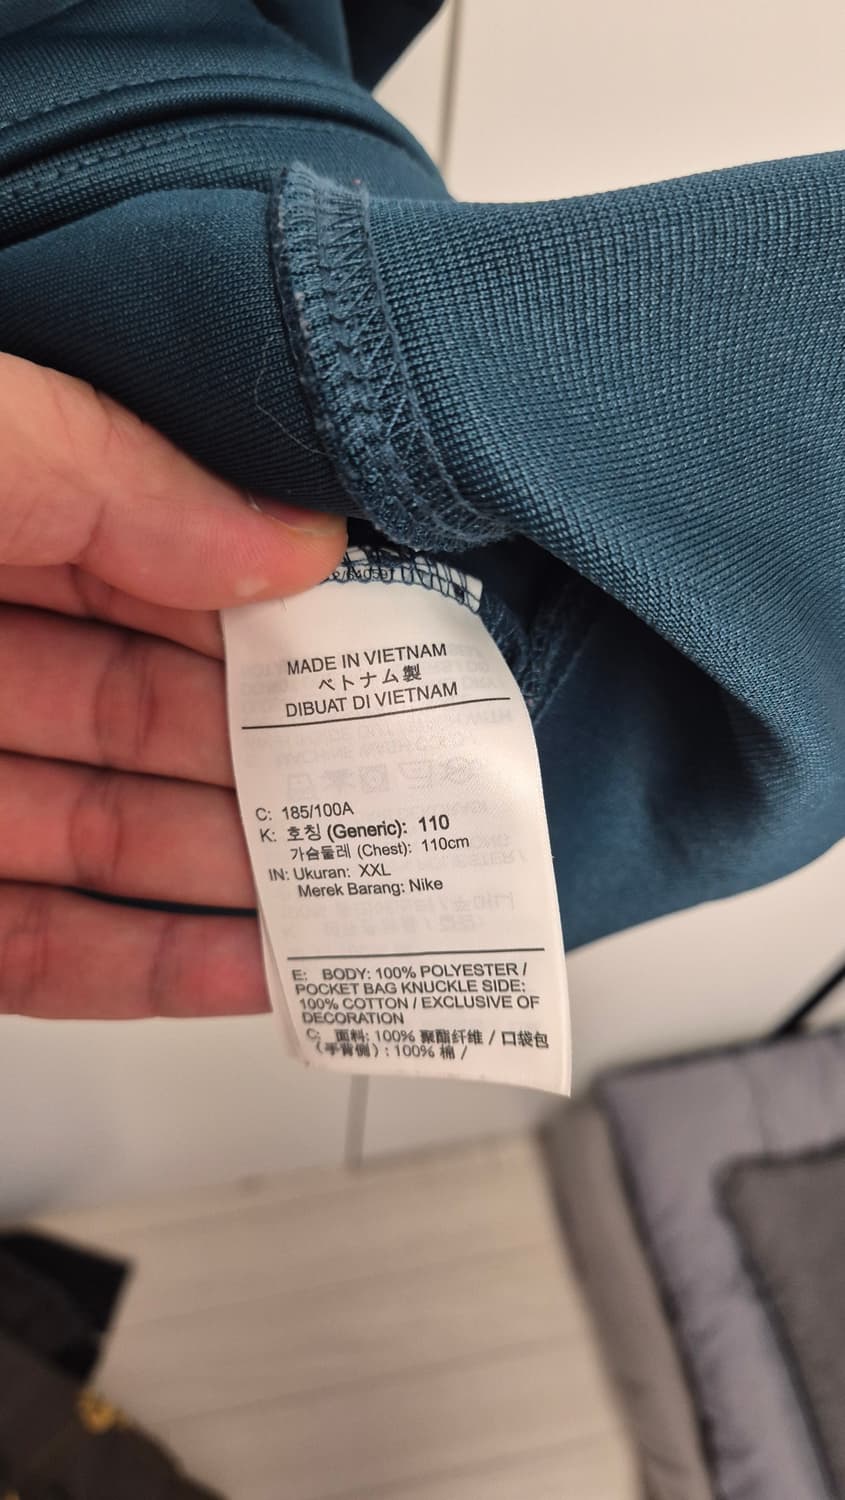 MADE IN VIETNAM
ベトナム製
DIBUAT DI VIETNAM
C: 185/100A
K: 호칭 (Generic): 110
가슴둘레 (Chest): 110cm
IN: Ukuran: XXL
Merek Barang: Nike
E: BODY: 100% POLYESTER /
POCKET BAG KNUCKLE SIDE:
100% COTTON / EXCLUSIVE OF
DECORATION
C: 面料: 100% 聚酯纤维 / 口袋包
(手背侧) : 100% 棉 /